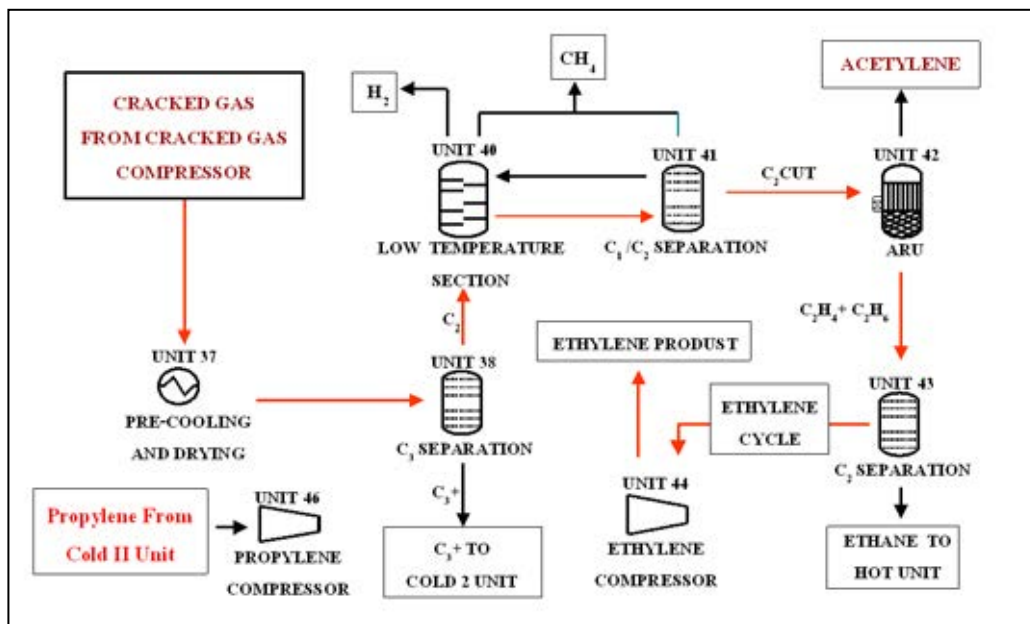 CRACKED GAS
FROM CRACKED GAS
COMPRESSOR
H₂
CH₄
ACETYLENE
UNIT 40
UNIT 41
UNIT 42
C₂CUT
LOW TEMPERATURE
SECTION
C₁ /C₂ SEPARATION
ARU
C₂
C₂H₄+ C₂H₆
ETHYLENE PRODUST
UNIT 37
UNIT 38
UNIT 43
PRE-COOLING
AND DRYING
C₃ SEPARATION
ETHYLENE
CYCLE
C₂ SEPARATION
C₃+
UNIT 46
UNIT 44
Propylene From
Cold II Unit
PROPYLENE
COMPRESSOR
C₃+ TO
COLD 2 UNIT
ETHYLENE
COMPRESSOR
ETHANE TO
HOT UNIT